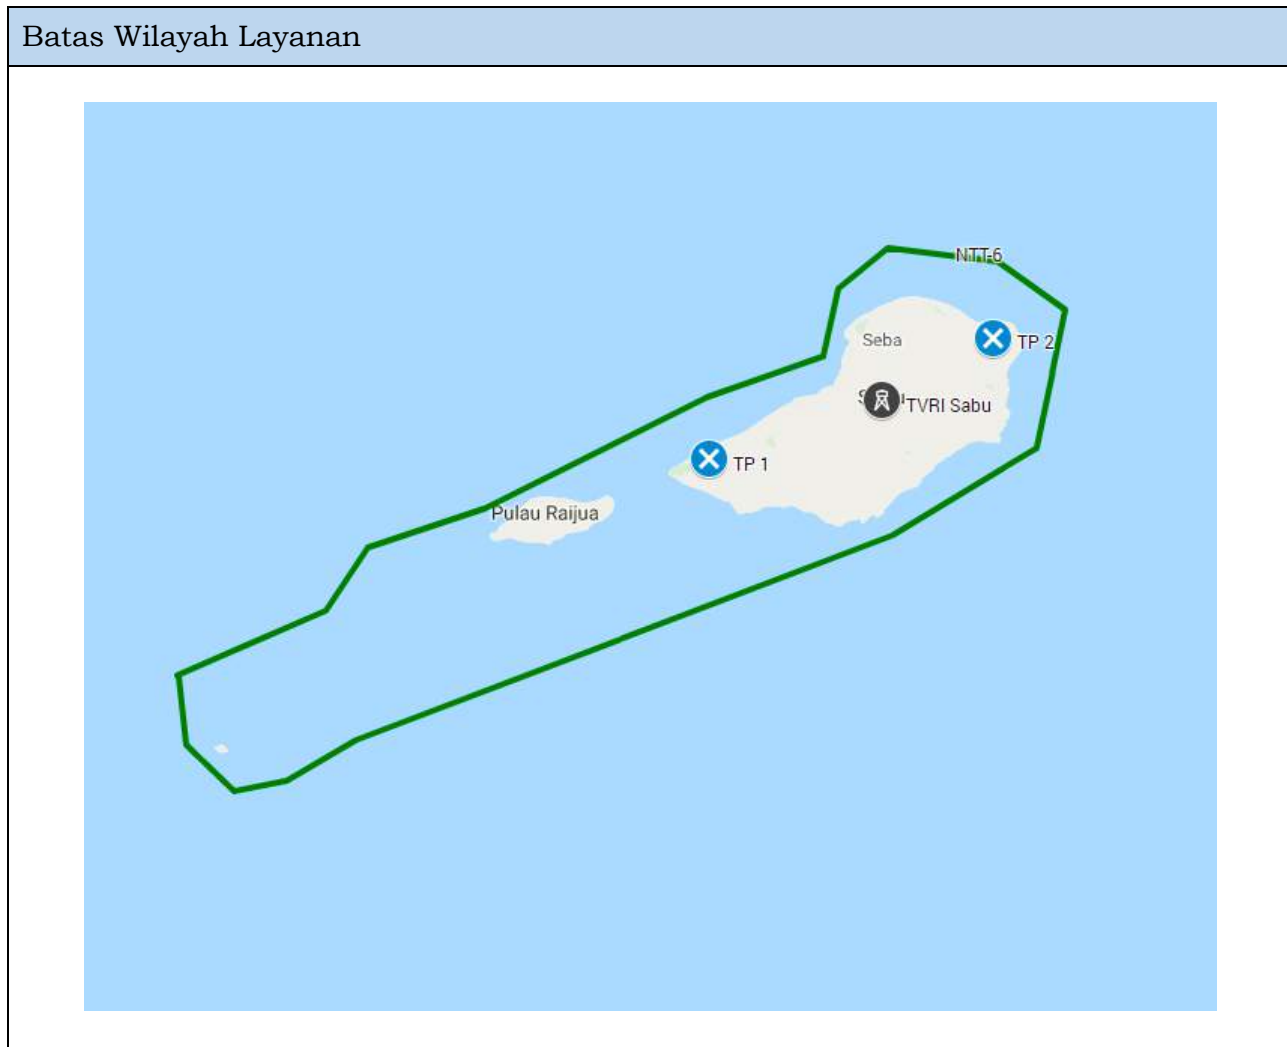 Batas Wilayah Layanan
NTT-6
Seba
TP 2
TVRI Sabu
TP 1
Pulau Raijua